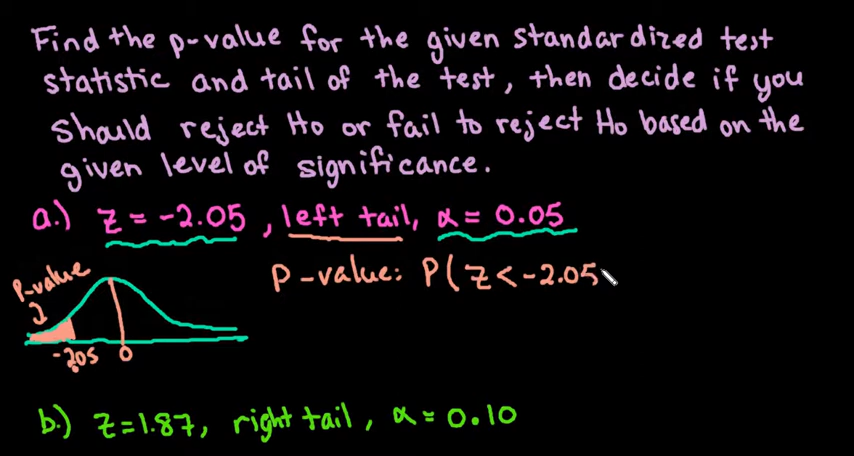 Find the p-value for the given standardized test
statistic and tail of the test, then decide if you
should reject Ho or fail to reject Ho based on the
given level of significance.
a.) z = -2.05, left tail, α = 0.05
P-value
P-value: P( Z < -2.05
-2.05
0
b.) z = 1.87, right tail, α = 0.10